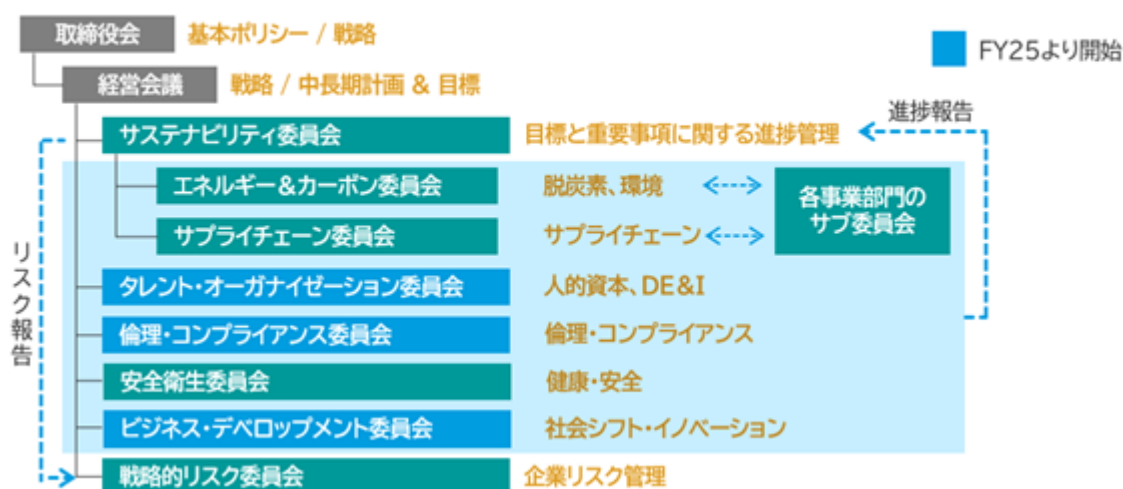 取締役会 基本ポリシー / 戦略
FY25より開始
経営会議 戦略 / 中長期計画 & 目標
進捗報告
サステナビリティ委員会 目標と重要事項に関する進捗管理
エネルギー&カーボン委員会 脱炭素、環境
各事業部門の
サブ委員会
サプライチェーン委員会 サプライチェーン
リスク報告
タレント・オーガナイゼーション委員会 人的資本、DE&I
倫理・コンプライアンス委員会 倫理・コンプライアンス
安全衛生委員会 健康・安全
ビジネス・デベロップメント委員会 社会シフト・イノベーション
戦略的リスク委員会 企業リスク管理